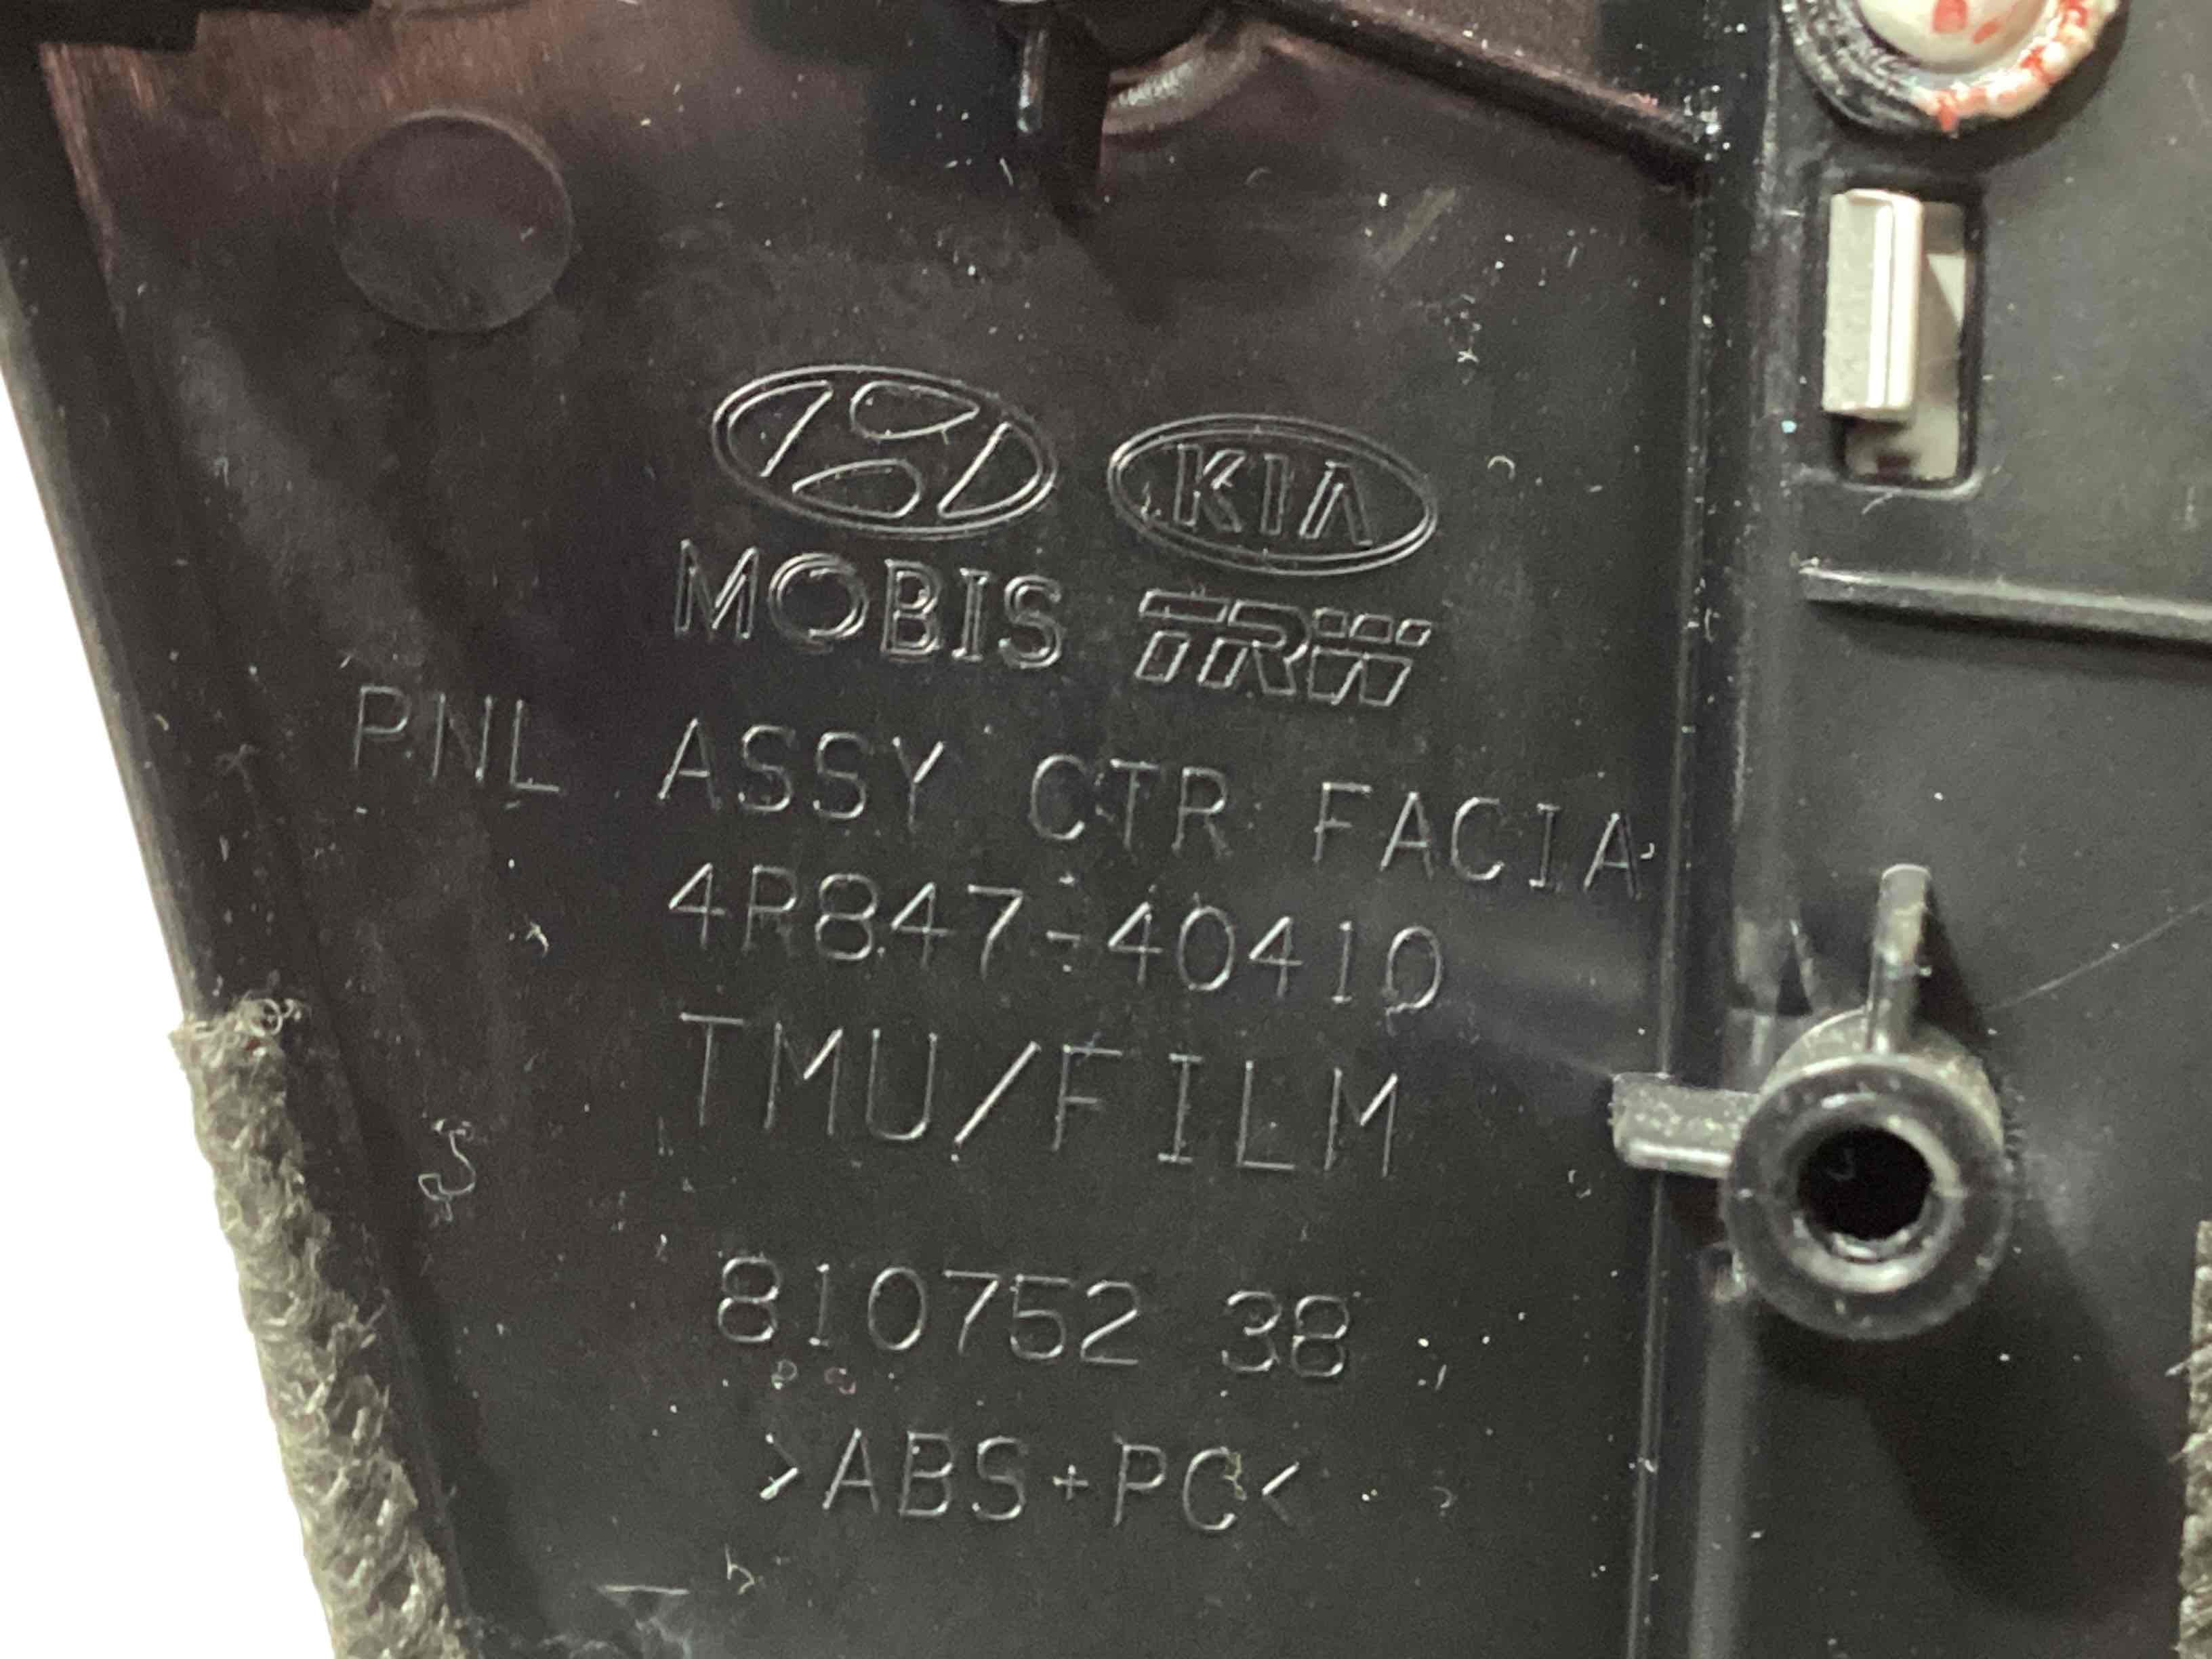 KIA
MOBIS TRW
PNL ASSY CTR FACIA
4R847-40410
TMU/FILM
810752 38
>ABS+PC<